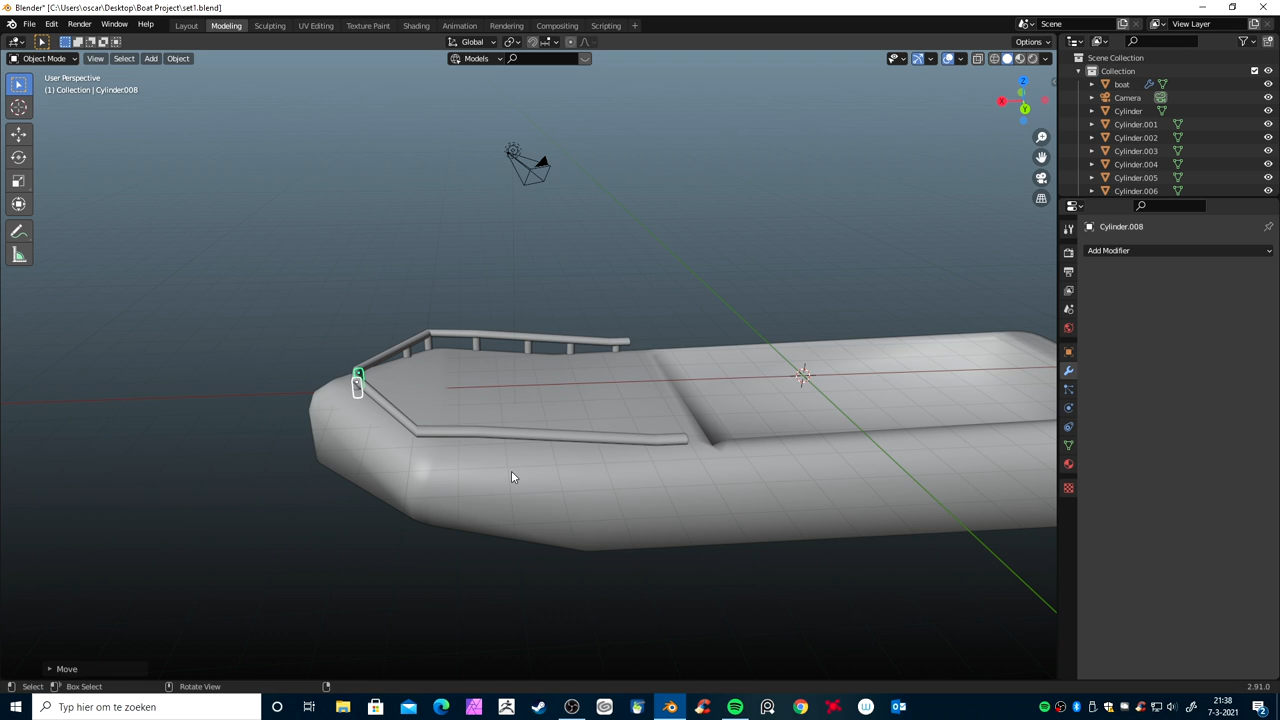 Blender* [C:\Users\oscar\Desktop\Boat Project\set1.blend]
File Edit Render Window Help
Layout Modeling Sculpting UV Editing Texture Paint Shading Animation Rendering Compositing Scripting
Scene
View Layer
Global
Options
Object Mode View Select Add Object
Models
User Perspective
(1) Collection | Cylinder.008
X
Y
Z
Scene Collection
Collection
boat
Camera
Cylinder
Cylinder.001
Cylinder.002
Cylinder.003
Cylinder.004
Cylinder.005
Cylinder.006
Cylinder.008
Add Modifier
Move
Select Box Select Rotate View 2.91.0
Typ hier om te zoeken
21:38
7-3-2021
2